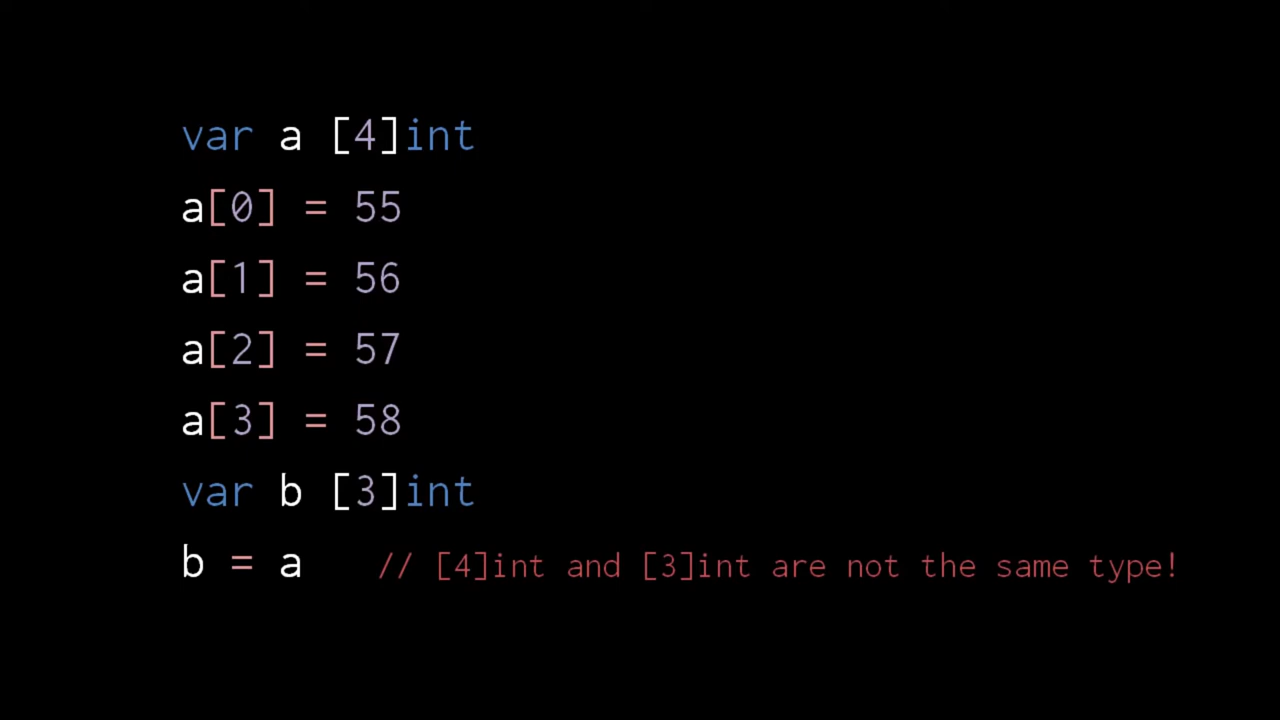 var a [4]int
a[0] = 55
a[1] = 56
a[2] = 57
a[3] = 58
var b [3]int
b = a // [4]int and [3]int are not the same type!